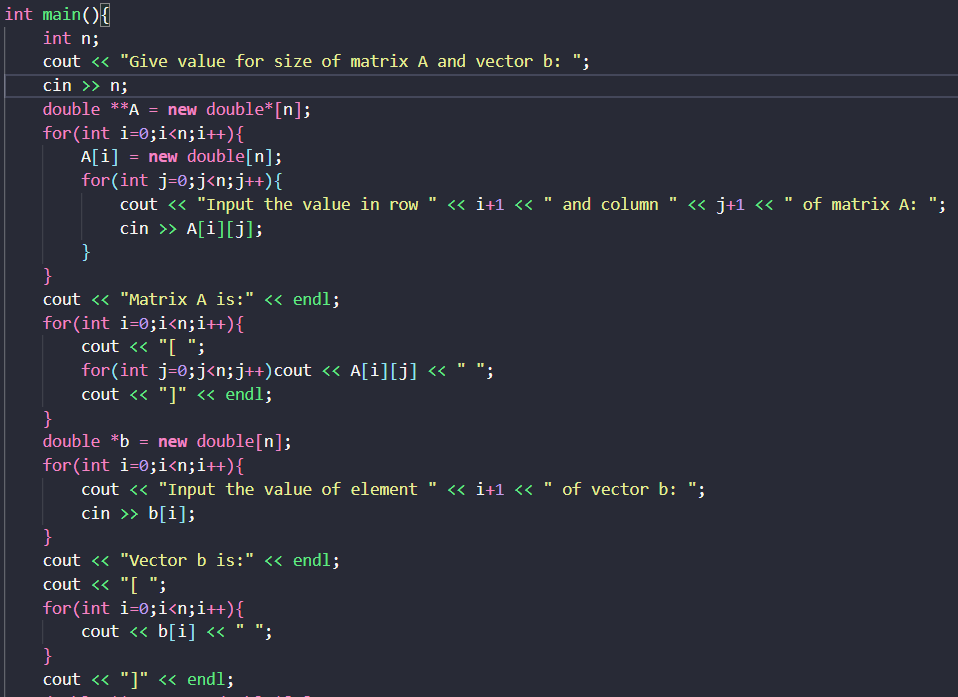 int main(){
    int n;
    cout << "Give value for size of matrix A and vector b: ";
    cin >> n;
    double **A = new double*[n];
    for(int i=0;i<n;i++){
        A[i] = new double[n];
        for(int j=0;j<n;j++){
            cout << "Input the value in row " << i+1 << " and column " << j+1 << " of matrix A: ";
            cin >> A[i][j];
        }
    }
    cout << "Matrix A is:" << endl;
    for(int i=0;i<n;i++){
        cout << "[ ";
        for(int j=0;j<n;j++)cout << A[i][j] << " ";
        cout << "]" << endl;
    }
    double *b = new double[n];
    for(int i=0;i<n;i++){
        cout << "Input the value of element " << i+1 << " of vector b: ";
        cin >> b[i];
    }
    cout << "Vector b is:" << endl;
    cout << "[ ";
    for(int i=0;i<n;i++){
        cout << b[i] << " ";
    }
    cout << "]" << endl;